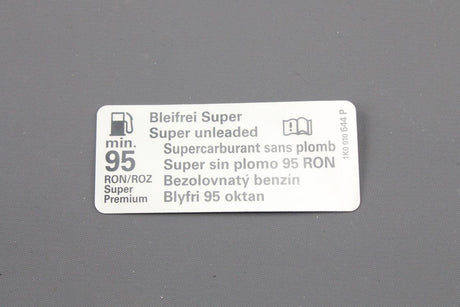 min.
95
RON/ROZ
Super
Premium
Bleifrei Super
Super unleaded
Supercarburant sans plomb
Super sin plomo 95 RON
Bezolovnatý benzin
Blyfri 95 oktan
1K0 010 644 P